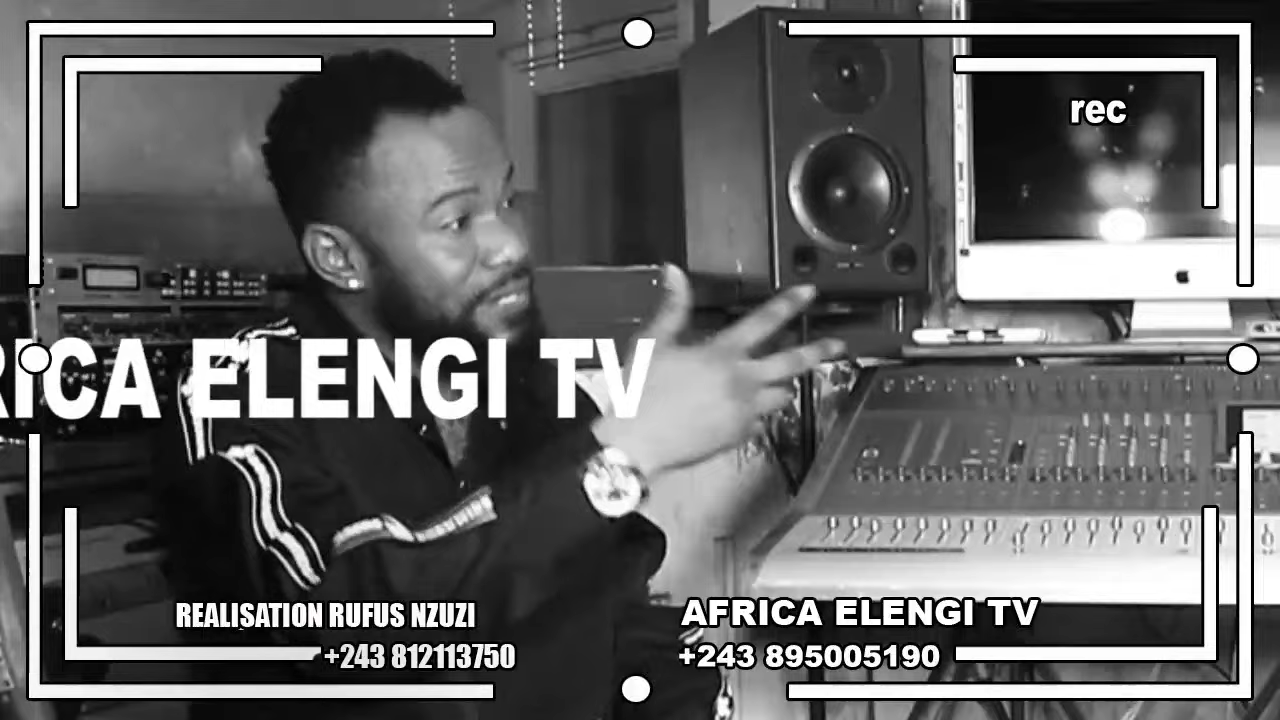 rec
RICA ELENGI TV
REALISATION RUFUS NZUZI
+243 812113750
AFRICA ELENGI TV
+243 895005190